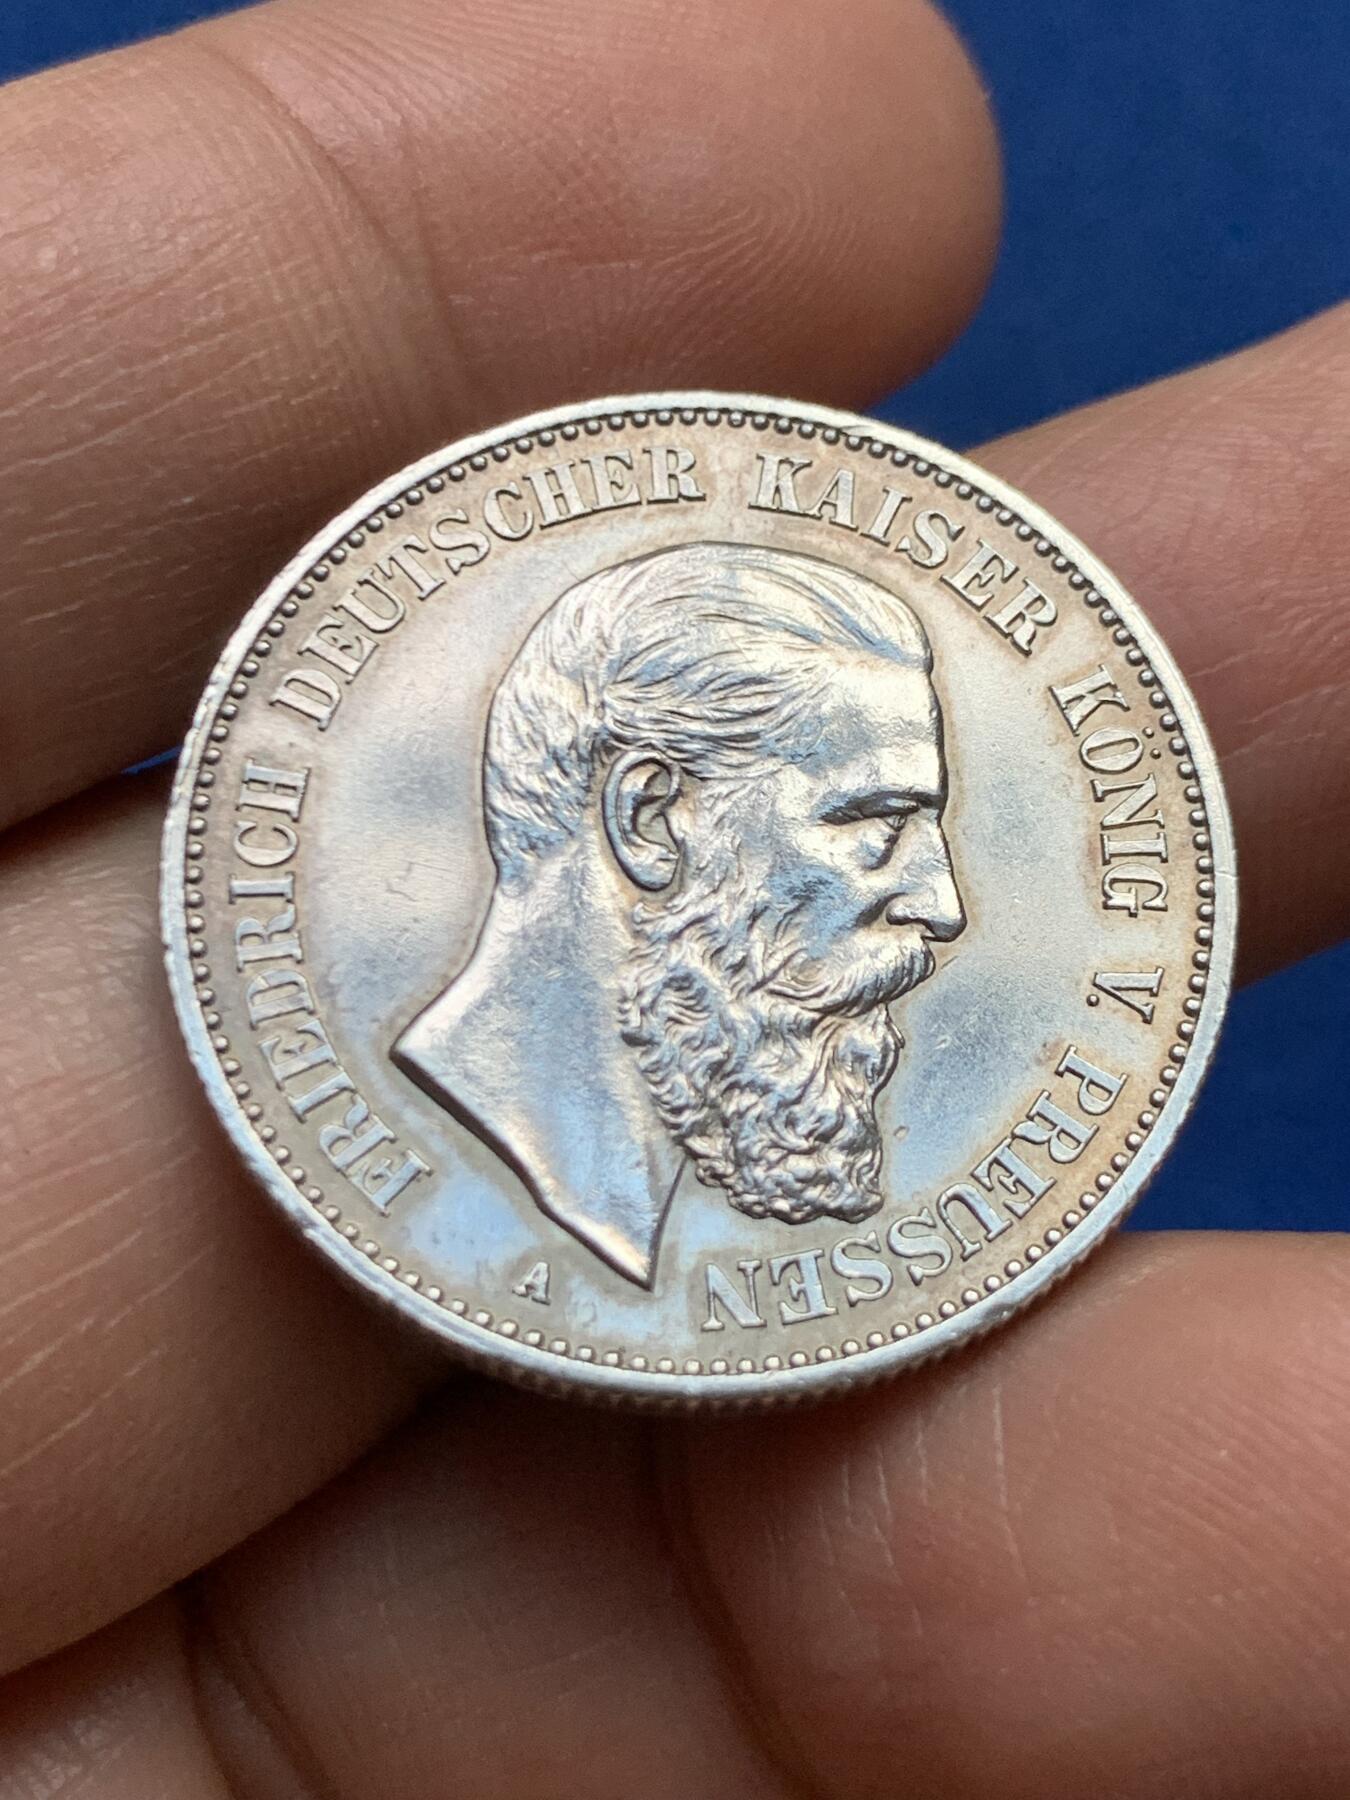 FRIEDRICH DEUTSCHER KAISER KÖNIG V. PREUSSEN
A